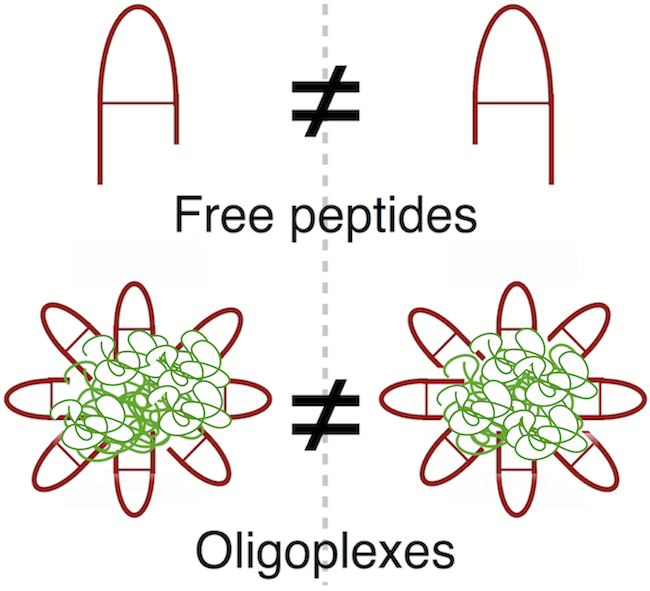 ≠
Free peptides
≠
Oligoplexes